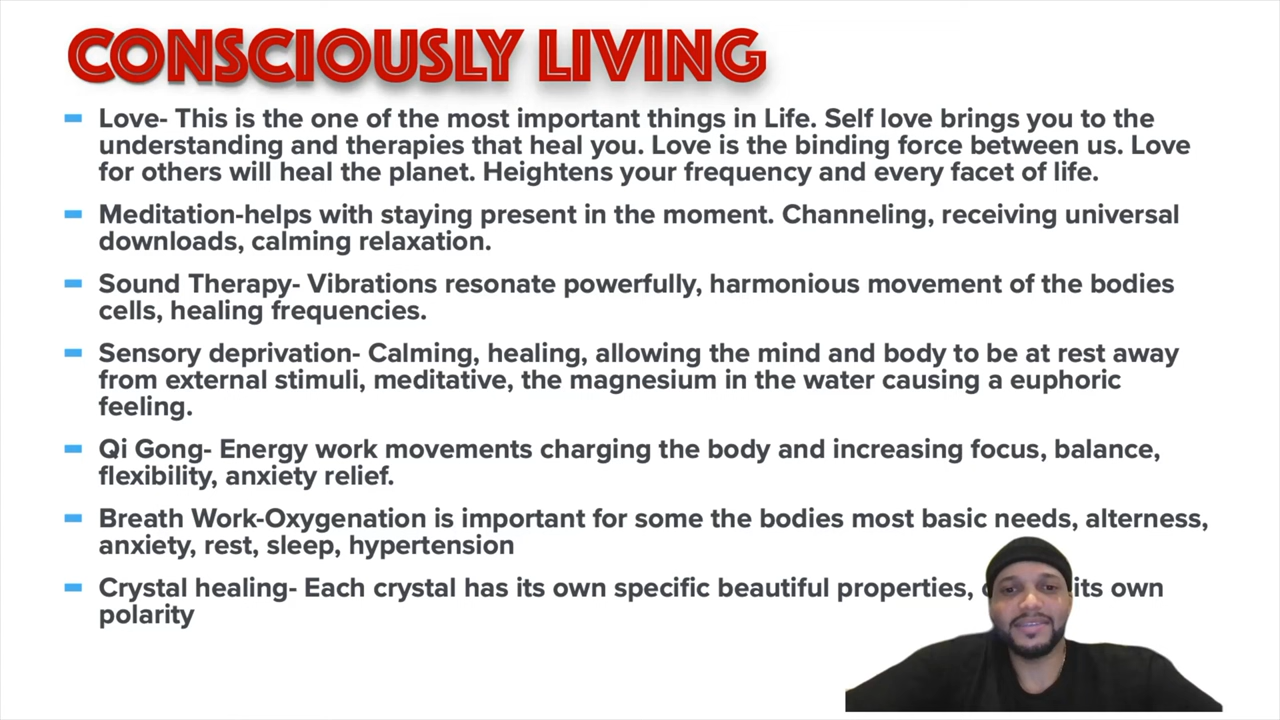 CONSCIOUSLY LIVING
Love- This is the one of the most important things in Life. Self love brings you to the
understanding and therapies that heal you. Love is the binding force between us. Love
for others will heal the planet. Heightens your frequency and every facet of life.
Meditation-helps with staying present in the moment. Channeling, receiving universal
downloads, calming relaxation.
Sound Therapy- Vibrations resonate powerfully, harmonious movement of the bodies
cells, healing frequencies.
Sensory deprivation- Calming, healing, allowing the mind and body to be at rest away
from external stimuli, meditative, the magnesium in the water causing a euphoric
feeling.
Qi Gong- Energy work movements charging the body and increasing focus, balance,
flexibility, anxiety relief.
Breath Work-Oxygenation is important for some the bodies most basic needs, alterness,
anxiety, rest, sleep, hypertension
Crystal healing- Each crystal has its own specific beautiful properties, its own
polarity